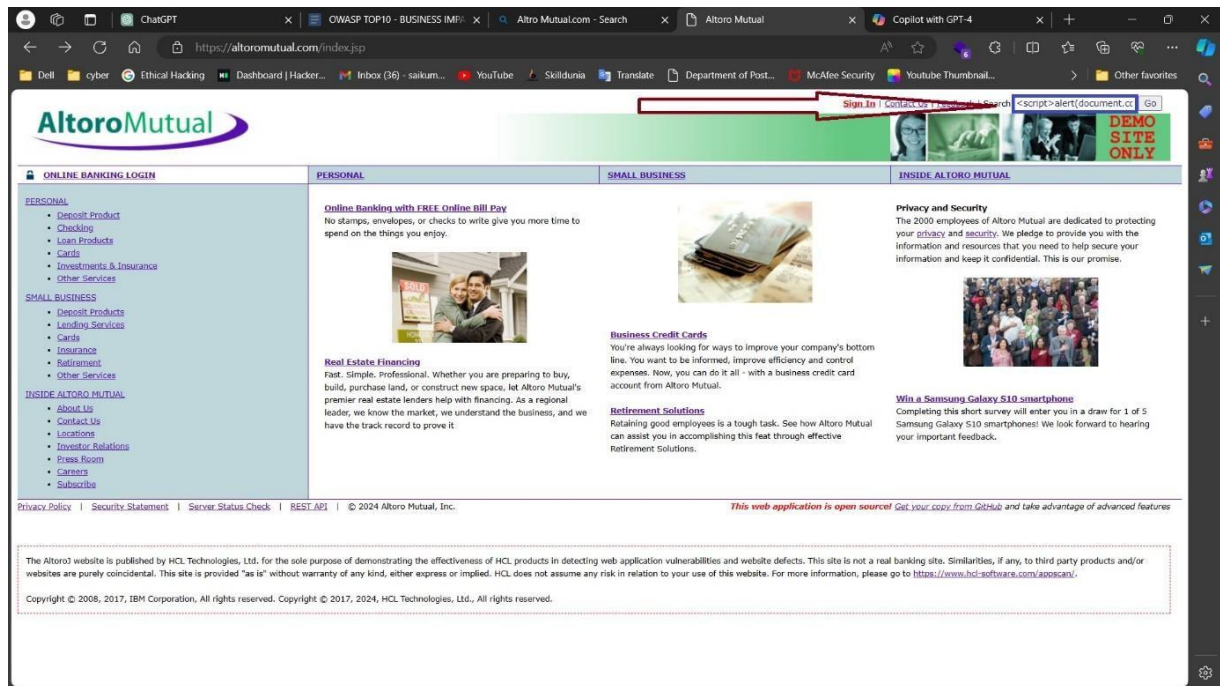 ChatGPT
OWASP TOP10 - BUSINESS IMPA
Altro Mutual.com - Search
Altoro Mutual
Copilot with GPT-4
https://altoromutual.com/index.jsp
6
Dell
cyber
Ethical Hacking
Dashboard | Hacker...
Inbox (36) - saikum...
YouTube
Skilldunia
Translate
Department of Post...
McAfee Security
Youtube Thumbnail...
Other favorites
Sign In | Contact Us | Feedback | Search <script>alert(document.cc Go
AltoroMutual
DEMO
SITE
ONLY
ONLINE BANKING LOGIN
PERSONAL
SMALL BUSINESS
INSIDE ALTORO MUTUAL
PERSONAL
Deposit Product
Checking
Loan Products
Cards
Investments & Insurance
Other Services
SMALL BUSINESS
Deposit Products
Lending Services
Cards
Insurance
Retirement
Other Services
INSIDE ALTORO MUTUAL
About Us
Contact Us
Locations
Investor Relations
Press Room
Careers
Subscribe
Online Banking with FREE Online Bill Pay
No stamps, envelopes, or checks to write give you more time to
spend on the things you enjoy.
SOLD
Real Estate Financing
Fast. Simple. Professional. Whether you are preparing to buy,
build, purchase land, or construct new space, let Altoro Mutual's
premier real estate lenders help with financing. As a regional
leader, we know the market, we understand the business, and we
have the track record to prove it
Business Credit Cards
You're always looking for ways to improve your company's bottom
line. You want to be informed, improve efficiency and control
expenses. Now, you can do it all - with a business credit card
account from Altoro Mutual.
Retirement Solutions
Retaining good employees is a tough task. See how Altoro Mutual
can assist you in accomplishing this feat through effective
Retirement Solutions.
Privacy and Security
The 2000 employees of Altoro Mutual are dedicated to protecting
your privacy and security. We pledge to provide you with the
information and resources that you need to help secure your
information and keep it confidential. This is our promise.
Win a Samsung Galaxy S10 smartphone
Completing this short survey will enter you in a draw for 1 of 5
Samsung Galaxy S10 smartphones! We look forward to hearing
your important feedback.
Privacy Policy | Security Statement | Server Status Check | REST API | © 2024 Altoro Mutual, Inc.
This web application is open source! Get your copy from GitHub and take advantage of advanced features
The AltoroJ website is published by HCL Technologies, Ltd. for the sole purpose of demonstrating the effectiveness of HCL products in detecting web application vulnerabilities and website defects. This site is not a real banking site. Similarities, if any, to third party products and/or
websites are purely coincidental. This site is provided "as is" without warranty of any kind, either express or implied. HCL does not assume any risk in relation to your use of this website. For more information, please go to https://www.hcl-software.com/appscan/.
Copyright © 2008, 2017, IBM Corporation, All rights reserved. Copyright © 2017, 2024, HCL Technologies, Ltd., All rights reserved.